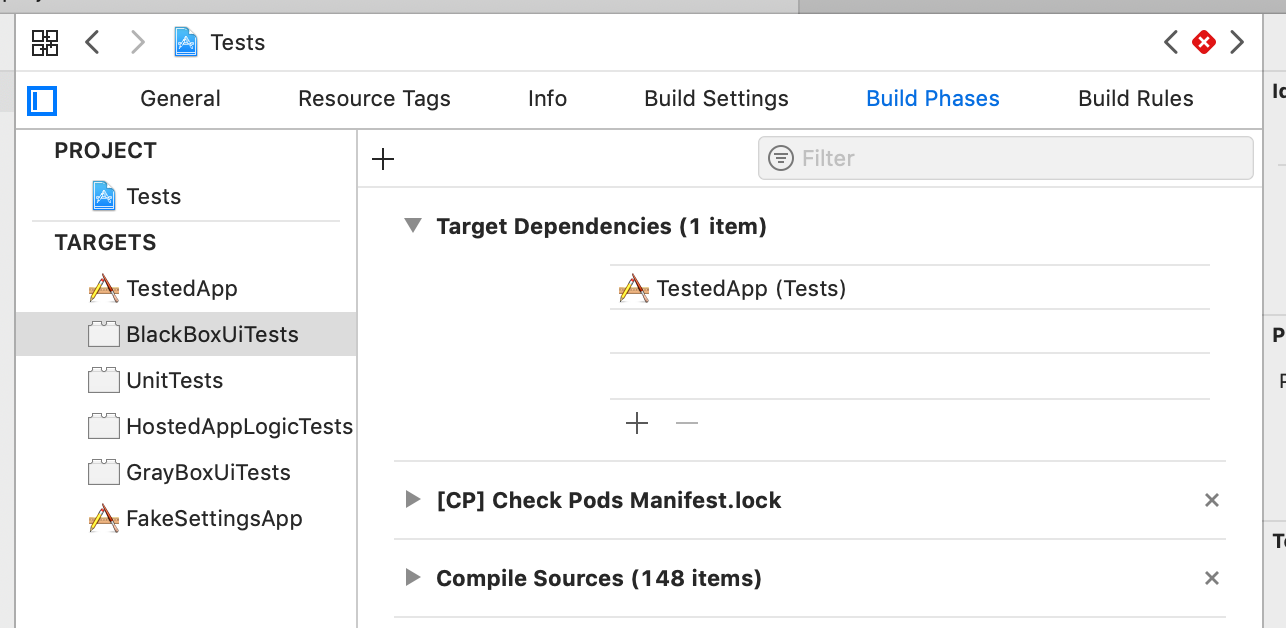 Tests
General Resource Tags Info Build Settings Build Phases Build Rules
PROJECT
Filter
Tests
Target Dependencies (1 item)
TARGETS
TestedApp
TestedApp (Tests)
BlackBoxUiTests
UnitTests
HostedAppLogicTests
GrayBoxUiTests
[CP] Check Pods Manifest.lock
FakeSettingsApp
Compile Sources (148 items)